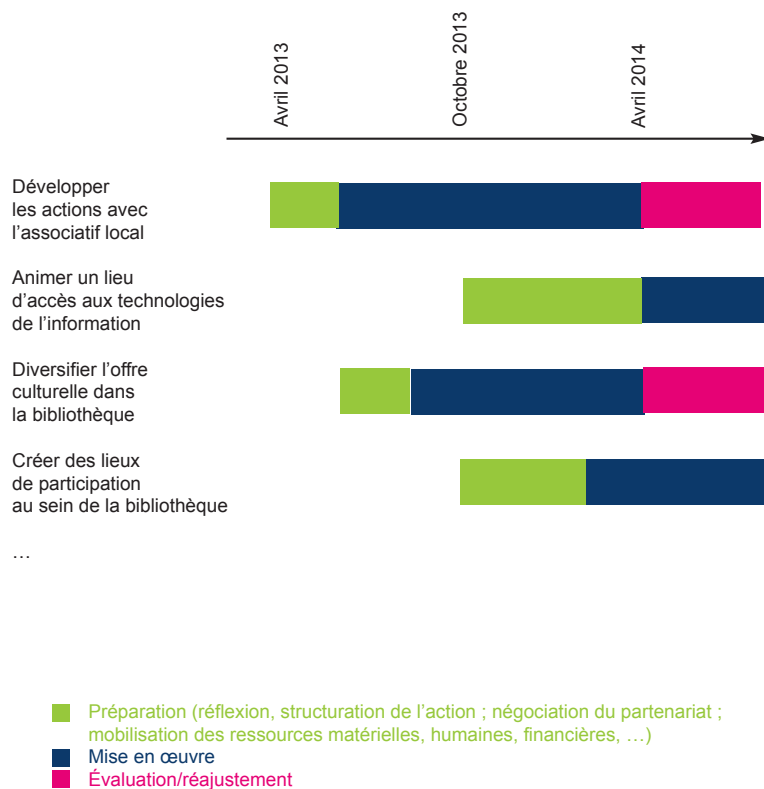 Avril 2013
Octobre 2013
Avril 2014
Développer
les actions avec
l’associatif local
Animer un lieu
d’accès aux technologies
de l’information
Diversifier l’offre
culturelle dans
la bibliothèque
Créer des lieux
de participation
au sein de la bibliothèque
…
Préparation (réflexion, structuration de l’action ; négociation du partenariat ;
mobilisation des ressources matérielles, humaines, financières, …)
Mise en œuvre
Évaluation/réajustement